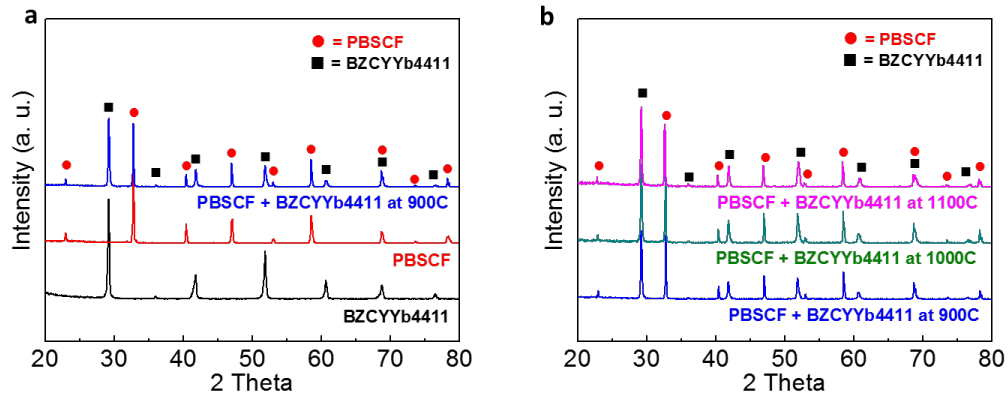 a
= PBSCF
= BZCYYb4411
Intensity (a. u.)
PBSCF + BZCYYb4411 at 900C
PBSCF
BZCYYb4411
20 30 40 50 60 70 80
2 Theta
b
= PBSCF
= BZCYYb4411
Intensity (a. u.)
PBSCF + BZCYYb4411 at 1100C
PBSCF + BZCYYb4411 at 1000C
PBSCF + BZCYYb4411 at 900C
20 30 40 50 60 70 80
2 Theta